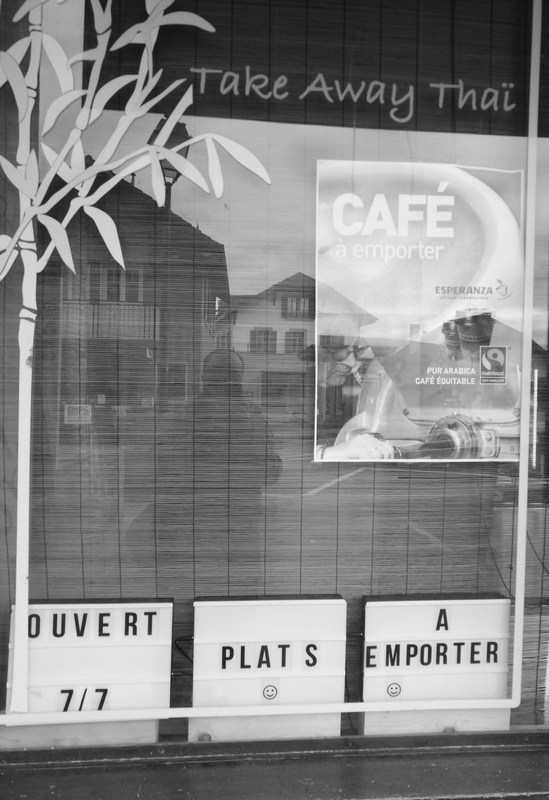 Take Away Thaï
CAFÉ
à emporter
ESPERANZA
PUR ARABICA
CAFÉ ÉQUITABLE
FAIRTRADE
OUVERT
7/7
PLATS
☺
A
EMPORTER
☺